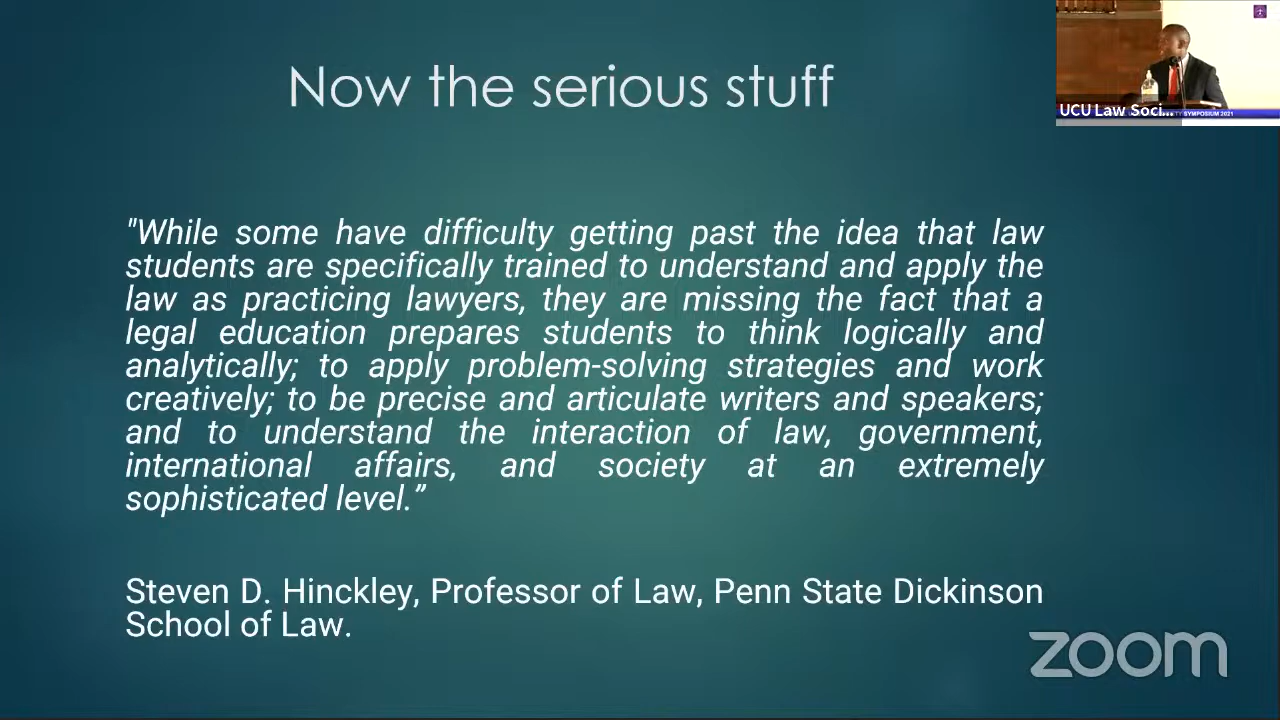 Now the serious stuff
UCU Law Soci...
TY SYMPOSIUM 2021
"While some have difficulty getting past the idea that law
students are specifically trained to understand and apply the
law as practicing lawyers, they are missing the fact that a
legal education prepares students to think logically and
analytically; to apply problem-solving strategies and work
creatively; to be precise and articulate writers and speakers;
and to understand the interaction of law, government,
international affairs, and society at an extremely
sophisticated level.”
Steven D. Hinckley, Professor of Law, Penn State Dickinson
School of Law.
zoom